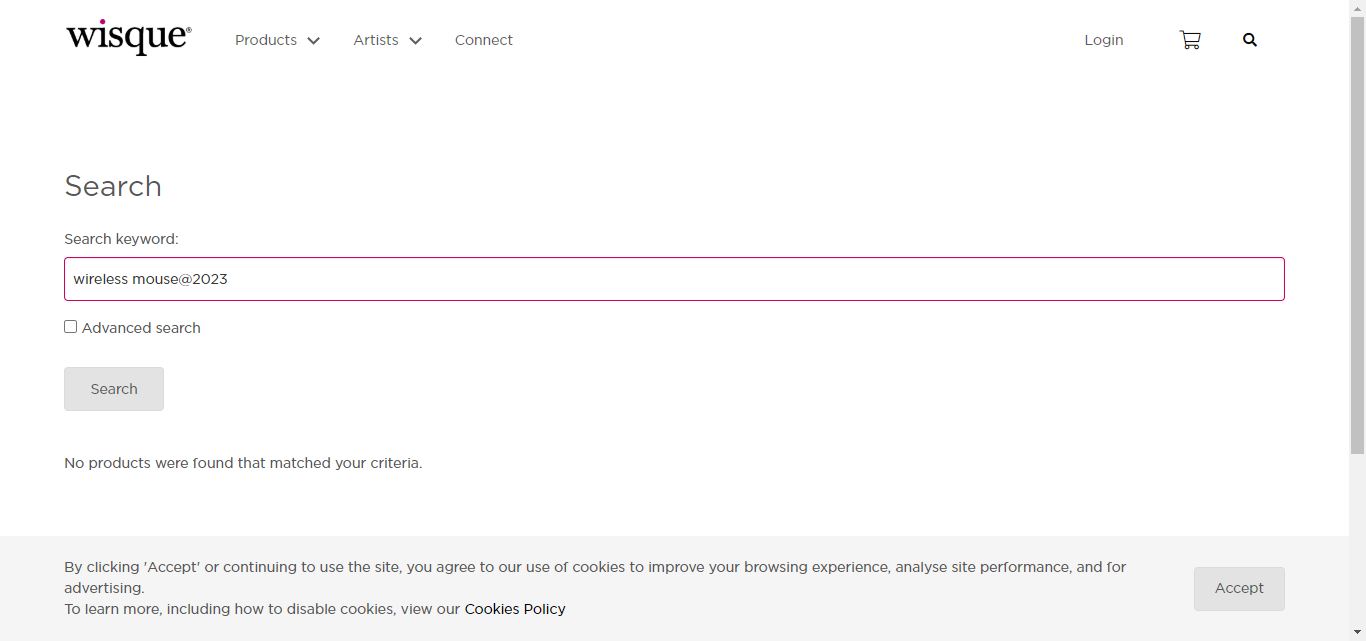 wisque®
Products
Artists
Connect
Login
Search
Search keyword:
wireless mouse@2023
Advanced search
Search
No products were found that matched your criteria.
By clicking 'Accept' or continuing to use the site, you agree to our use of cookies to improve your browsing experience, analyse site performance, and for
advertising.
To learn more, including how to disable cookies, view our Cookies Policy
Accept